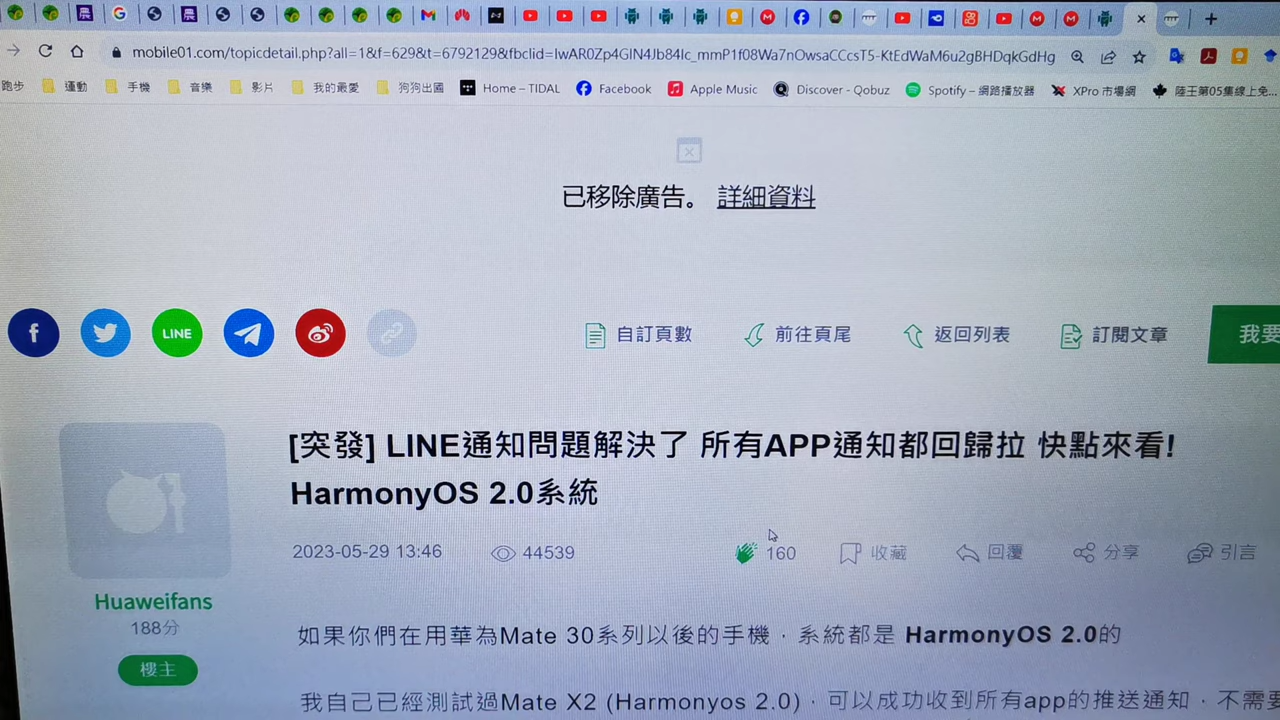 mobile01.com/topicdetail.php?all=1&f=629&t=6792129&fbclid=IwAR0Zp4GIN4Jb84Ic_mmP1f08Wa7nOwsaCCcsT5-KtEdWaM6u2gBHDqkGdHg
跑步 運動 手機 音樂 影片 我的最愛 狗狗出國 Home – TIDAL Facebook Apple Music Discover - Qobuz Spotify – 網路播放器 XPro 市場網 陸王第05集線上免...
已移除廣告。 詳細資料
f LINE 自訂頁數 前往頁尾 返回列表 訂閱文章 我要
[突發] LINE通知問題解決了 所有APP通知都回歸拉 快點來看!
HarmonyOS 2.0系統
2023-05-29 13:46 44539 160 收藏 回覆 分享 引言
Huaweifans
188分
樓主
如果你們在用華為Mate 30系列以後的手機，系統都是 HarmonyOS 2.0的
我自己已經測試過Mate X2 (Harmonyos 2.0)，可以成功收到所有app的推送通知，不需要